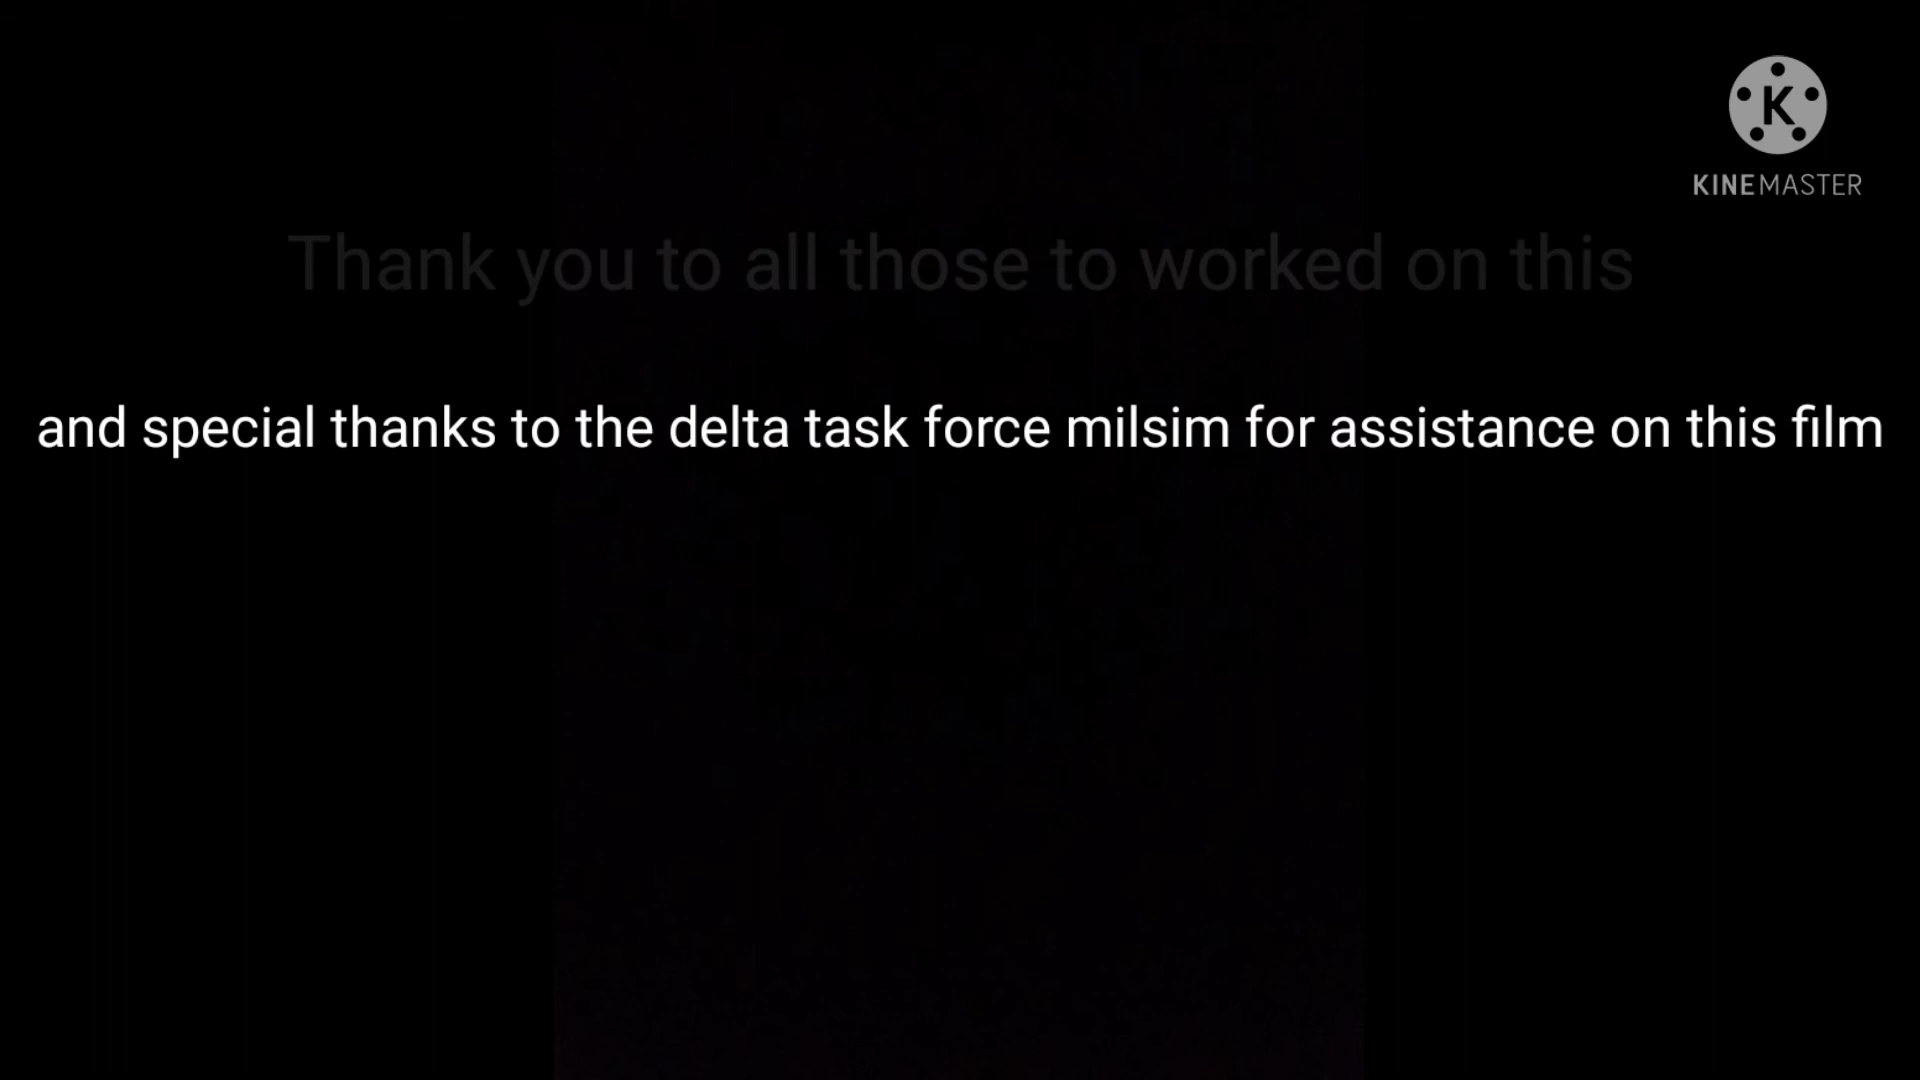 K
KINEMASTER
Thank you to all those to worked on this
and special thanks to the delta task force milsim for assistance on this film